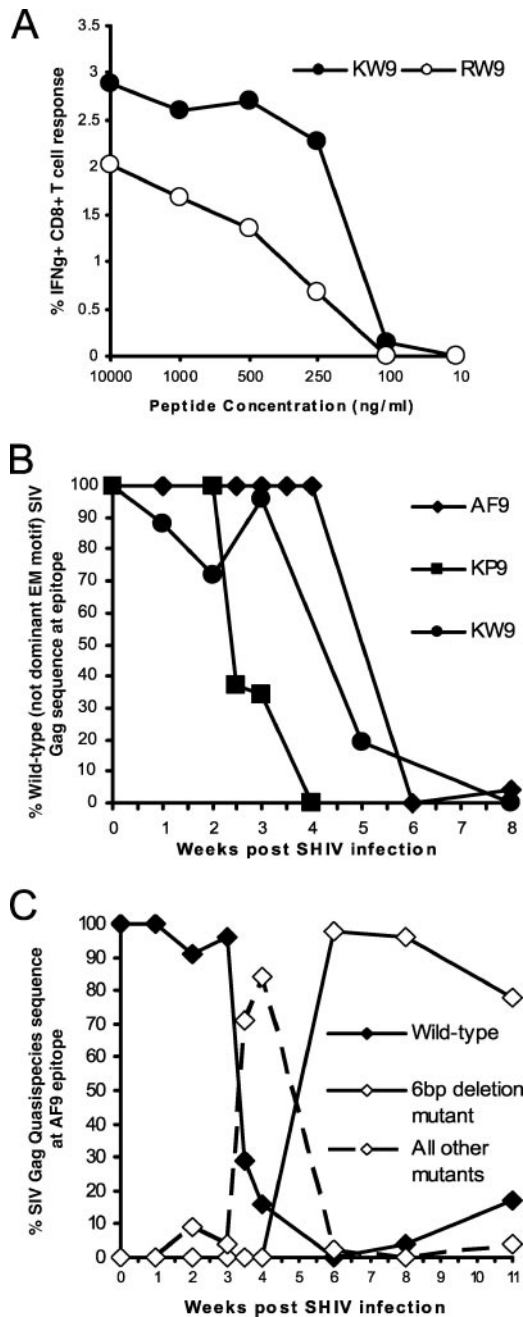 A
KW9 RW9
% IFNg+ CD8+ T cell response
3.5
3
2.5
2
1.5
1
0.5
0
10000 1000 500 250 100 10
Peptide Concentration (ng/ml)
B
% Wild-type (not dominant EM motif) SIV
Gag sequence at epitope
100
90
80
70
60
50
40
30
20
10
0
AF9
KP9
KW9
0 1 2 3 4 5 6 7 8
Weeks post SHIV infection
C
% SIV Gag Quasispecies sequence
at AF9 epitope
100
90
80
70
60
50
40
30
20
10
0
Wild-type
6bp deletion
mutant
All other
mutants
0 1 2 3 4 5 6 7 8 9 10 11
Weeks post SHIV infection